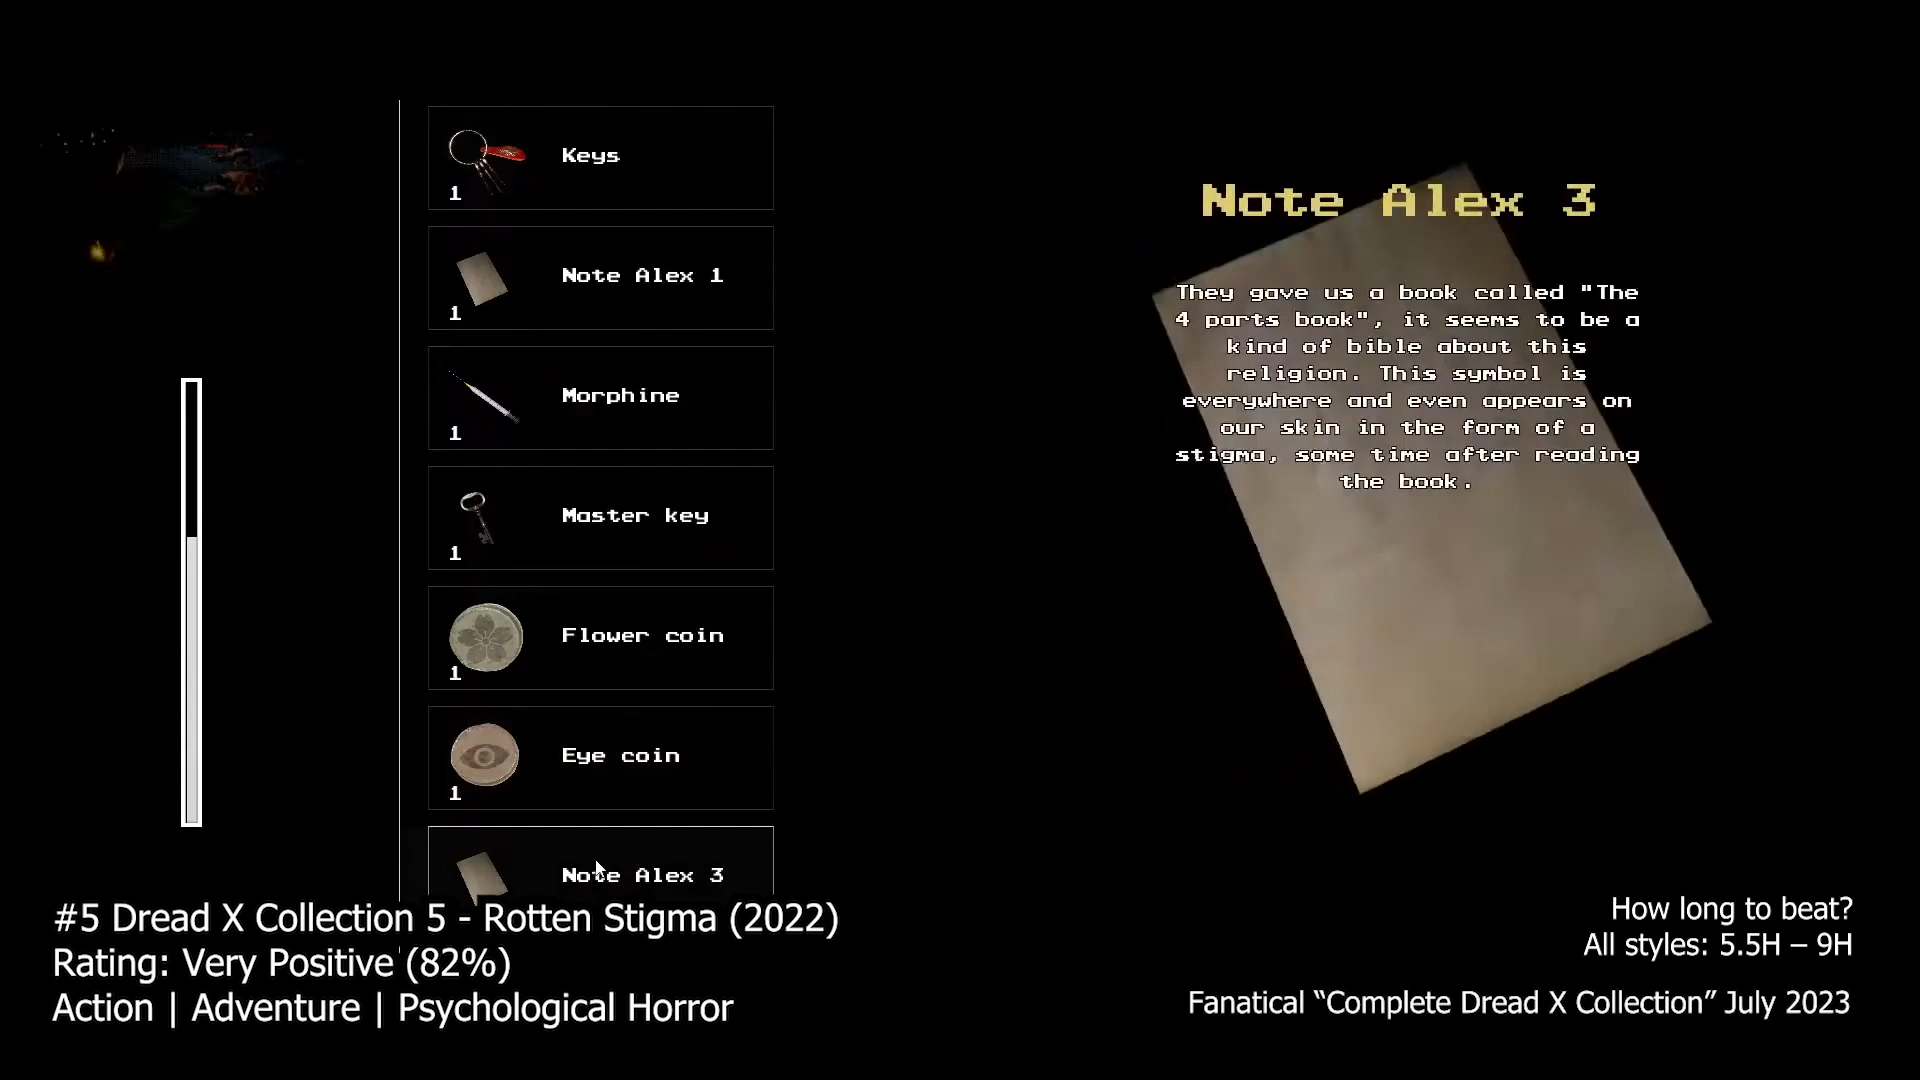 Keys
1
Note Alex 1
1
Morphine
1
Master key
1
Flower coin
1
Eye coin
1
Note Alex 3
Note Alex 3
They gave us a book called "The
4 parts book", it seems to be a
kind of bible about this
religion. This symbol is
everywhere and even appears on
our skin in the form of a
stigma, some time after reading
the book.
#5 Dread X Collection 5 - Rotten Stigma (2022)
Rating: Very Positive (82%)
Action | Adventure | Psychological Horror
How long to beat?
All styles: 5.5H – 9H
Fanatical “Complete Dread X Collection” July 2023